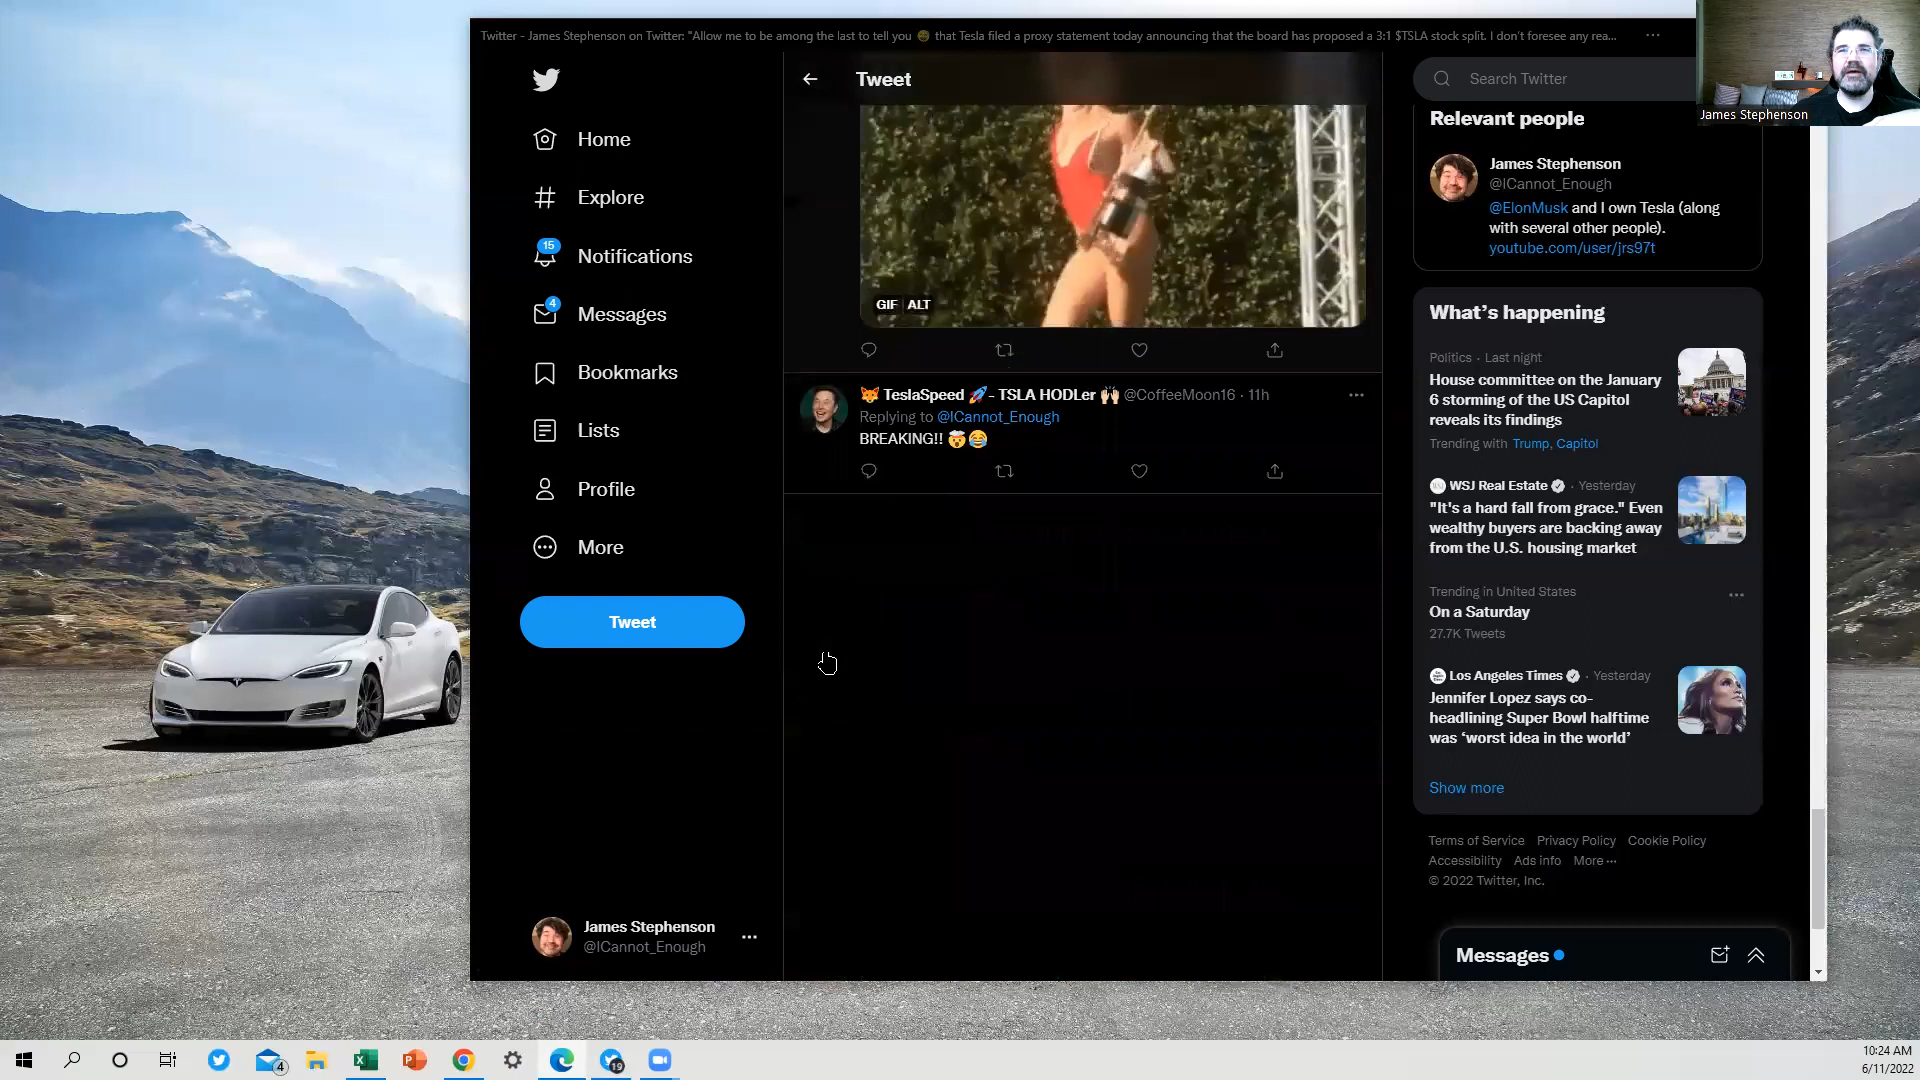 Twitter - James Stephenson on Twitter: "Allow me to be among the last to tell you 😅 that Tesla filed a proxy statement today announcing that the board has proposed a 3:1 $TSLA stock split. I don't foresee any rea...
Home
Explore
15
Notifications
4
Messages
Bookmarks
Lists
Profile
More
Tweet
James Stephenson
@ICannot_Enough
Tweet
GIF ALT
🦊 TeslaSpeed 🚀 - TSLA HODLer 🙌🏻 @CoffeeMoon16 · 11h
Replying to @ICannot_Enough
BREAKING!! 🤯😂
Search Twitter
James Stephenson
Relevant people
James Stephenson
@ICannot_Enough
@ElonMusk and I own Tesla (along
with several other people).
youtube.com/user/jrs97t
What's happening
Politics · Last night
House committee on the January
6 storming of the US Capitol
reveals its findings
Trending with Trump, Capitol
WSJ Real Estate · Yesterday
"It's a hard fall from grace." Even
wealthy buyers are backing away
from the U.S. housing market
Trending in United States
On a Saturday
27.7K Tweets
Los Angeles Times · Yesterday
Jennifer Lopez says co-
headlining Super Bowl halftime
was ‘worst idea in the world’
Show more
Terms of Service Privacy Policy Cookie Policy
Accessibility Ads info More ···
© 2022 Twitter, Inc.
Messages
4
19
10:24 AM
6/11/2022